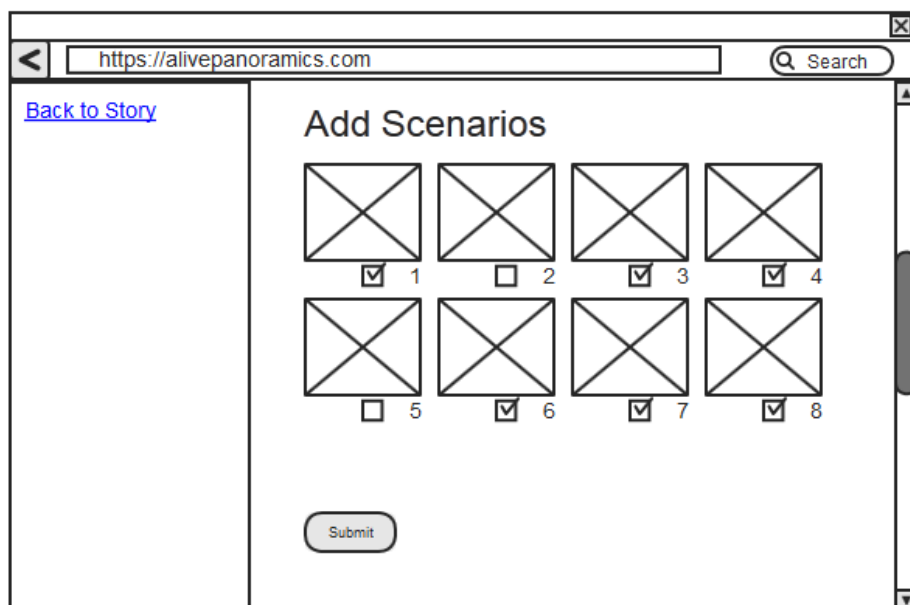 https://alivepanoramics.com
Search
Back to Story
Add Scenarios
1 2 3 4
5 6 7 8
Submit